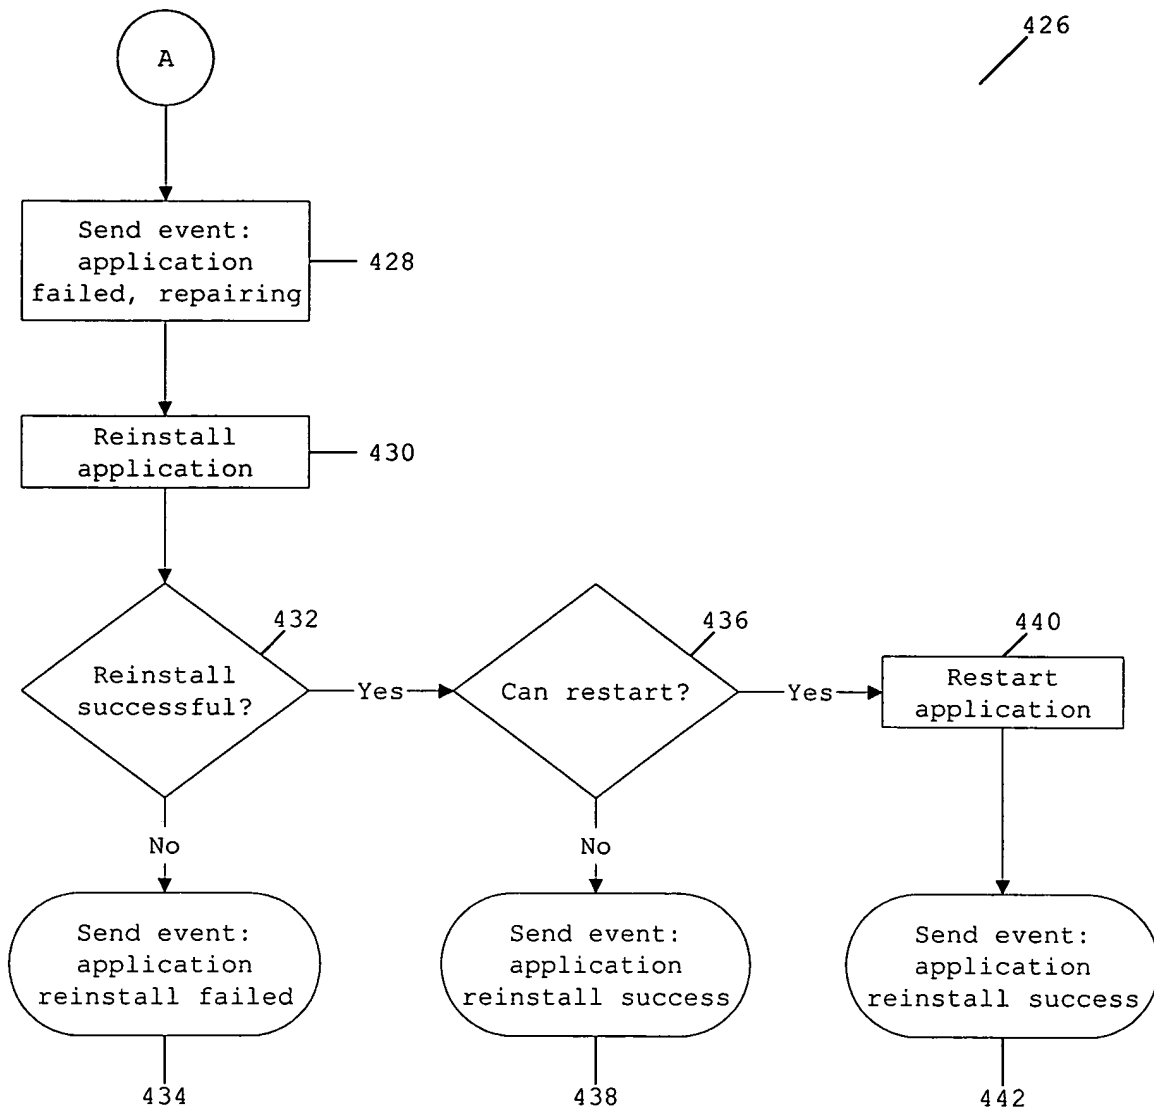 426
A
Send event:
application
failed, repairing
428
Reinstall
application
430
432
Reinstall
successful?
Yes
436
Can restart?
Yes
440
Restart
application
No
No
Send event:
application
reinstall failed
Send event:
application
reinstall success
Send event:
application
reinstall success
434
438
442